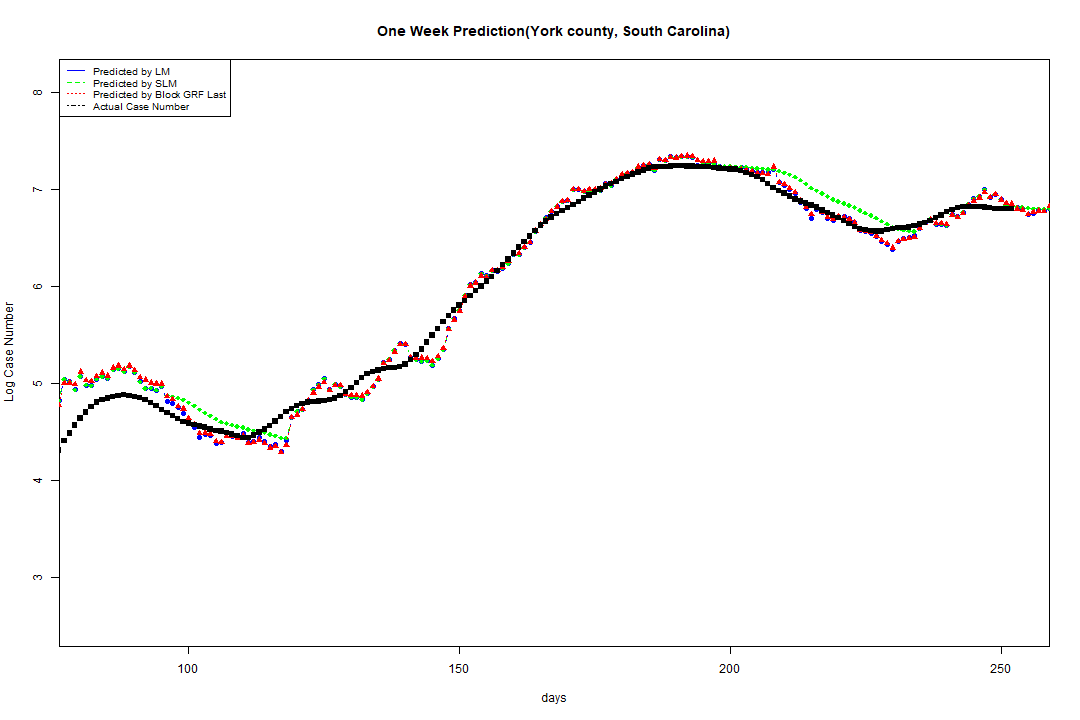 One Week Prediction(York county, South Carolina)
Predicted by LM
Predicted by SLM
Predicted by Block GRF Last
Actual Case Number
8
7
6
5
4
3
Log Case Number
100 150 200 250
days